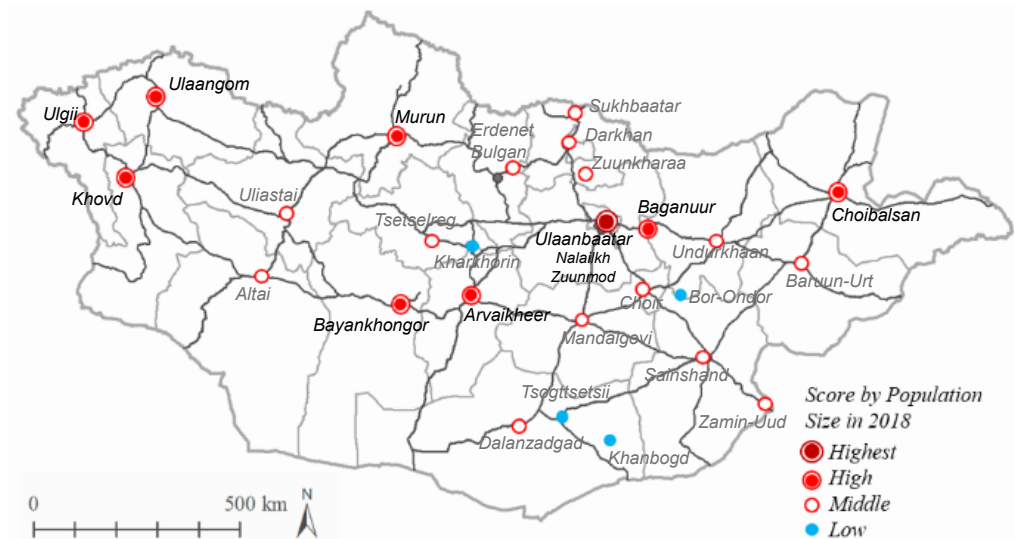 Ulaangom
Ulgii
Sukhbaatar
Murun
Erdenet
Darkhan
Bulgan
Zuunkharaa
Uliastai
Khovd
Tsetselreg
Baganuur
Choibalsan
Ulaanbaatar
Undurkhaan
Nalailkh
Kharkhorin
Zuunmod
Baruun-Urt
Altai
Choir
Bor-Ondor
Bayankhongor
Arvaikheer
Mandalgovi
Sainshand
Tsogttsetsii
Zamin-Uud
Dalanzadgad
Khanbogd
Score by Population
Size in 2018
Highest
High
Middle
Low
0
500 km
N